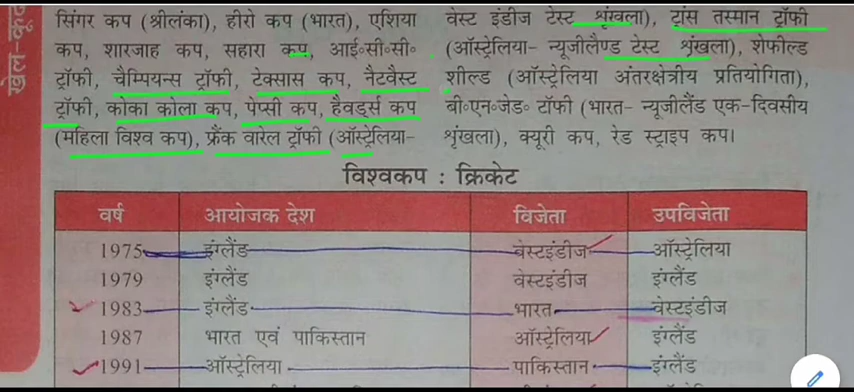 खेल-कूद
सिंगर कप (श्रीलंका), हीरो कप (भारत), एशिया
कप, शारजाह कप, सहारा कप, आई॰सी॰सी॰
ट्रॉफी, चैम्पियन्स ट्रॉफी, टेक्सास कप, नैटवैस्ट
ट्रॉफी, कोका कोला कप, पेप्सी कप, हैवर्ड्स कप
(महिला विश्व कप), फ्रैंक वारेल ट्रॉफी (ऑस्ट्रेलिया-
वेस्ट इंडीज टेस्ट श्रृंखला), ट्रांस तस्मान ट्रॉफी
(ऑस्ट्रेलिया- न्यूजीलैण्ड टेस्ट श्रृंखला), शेफील्ड
शील्ड (ऑस्ट्रेलिया अंतरक्षेत्रीय प्रतियोगिता),
बी॰एन॰जेड॰ टॉफी (भारत- न्यूजीलैंड एक-दिवसीय
श्रृंखला), क्यूरी कप, रेड स्ट्राइप कप।
विश्वकप : क्रिकेट
वर्ष आयोजक देश विजेता उपविजेता
1975 इंग्लैंड वेस्टइंडीज ऑस्ट्रेलिया
1979 इंग्लैंड वेस्टइंडीज इंग्लैंड
1983 इंग्लैंड भारत वेस्टइंडीज
1987 भारत एवं पाकिस्तान ऑस्ट्रेलिया इंग्लैंड
1991 ऑस्ट्रेलिया पाकिस्तान इंग्लैंड